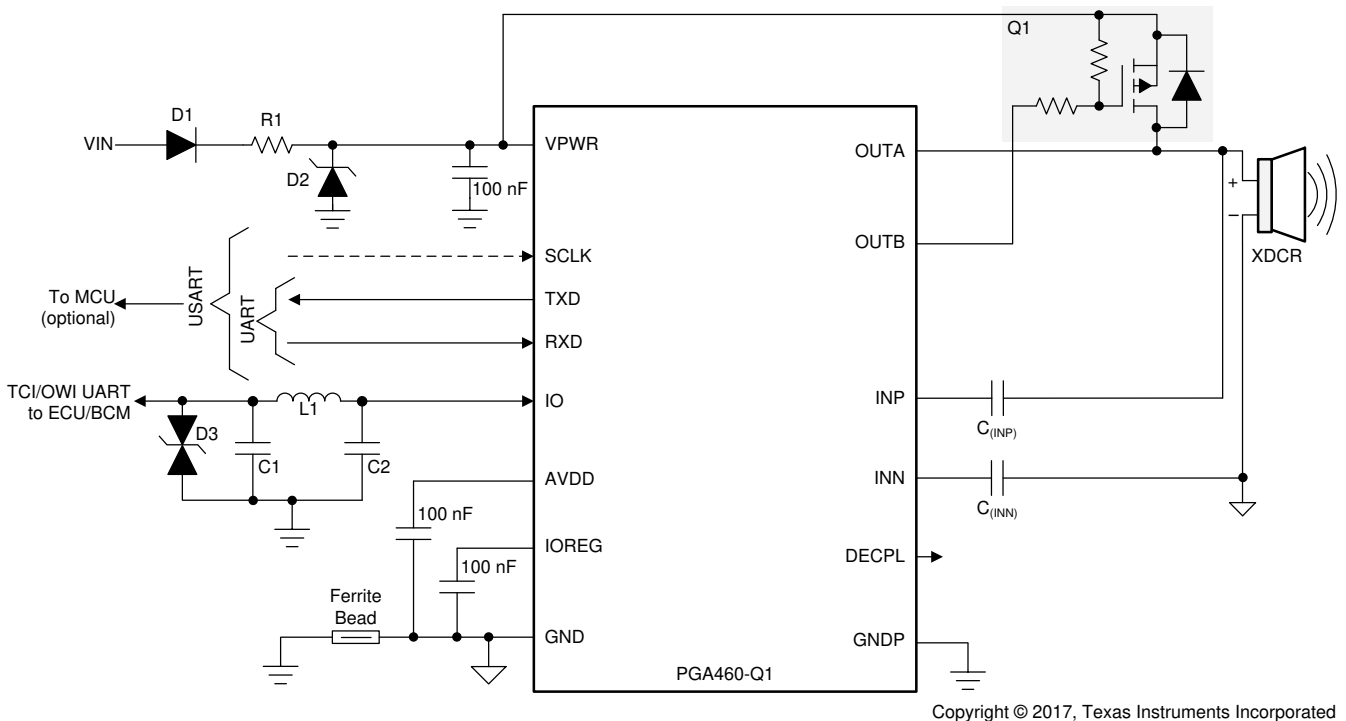 Q1
D1
R1
VIN
VPWR
D2
100 nF
OUTA
+
−
OUTB
XDCR
SCLK
USART
To MCU
(optional)
TXD
UART
RXD
TCI/OWI UART
to ECU/BCM
L1
IO
D3
C1
C2
INP
C(INP)
AVDD
INN
100 nF
C(INN)
IOREG
100 nF
DECPL
Ferrite
Bead
GND
GNDP
PGA460-Q1
Copyright © 2017, Texas Instruments Incorporated